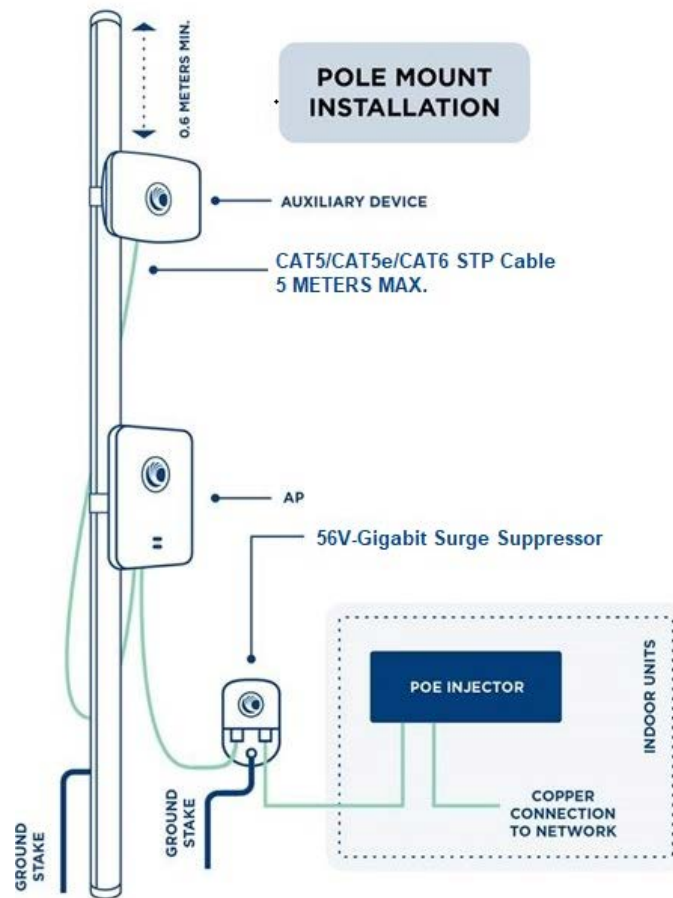 POLE MOUNT
INSTALLATION
0.6 METERS MIN.
AUXILIARY DEVICE
CAT5/CAT5e/CAT6 STP Cable
5 METERS MAX.
AP
56V-Gigabit Surge Suppressor
POE INJECTOR
INDOOR UNITS
COPPER
CONNECTION
TO NETWORK
GROUND
STAKE
GROUND
STAKE